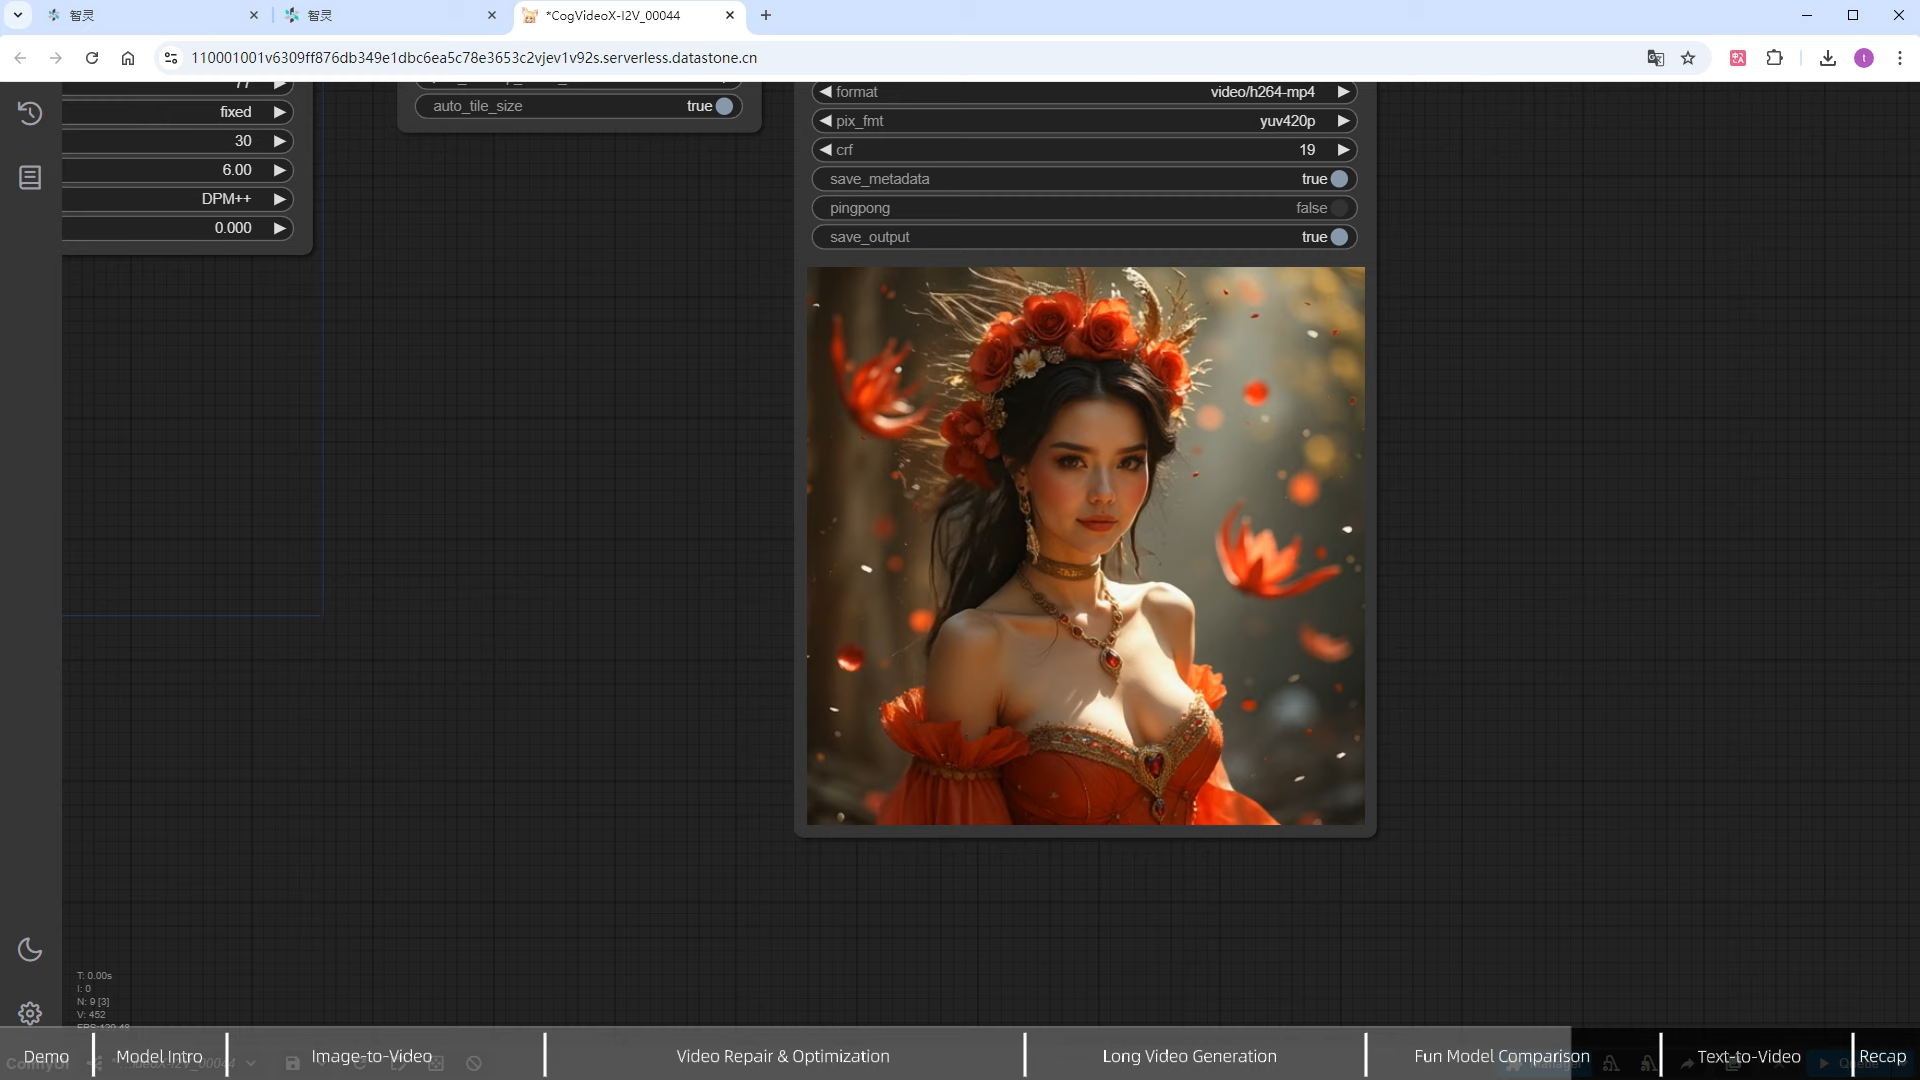 智灵
智灵
*CogVideoX-I2V_00044
110001001v6309ff876db349e1dbc6ea5c78e3653c2vjev1v92s.serverless.datastone.cn
t
fixed
30
6.00
DPM++
0.000
auto_tile_size true
format video/h264-mp4
pix_fmt yuv420p
crf 19
save_metadata true
pingpong false
save_output true
T: 0.00s
I: 0
N: 9 [3]
V: 452
Demo
Model Intro
Image-to-Video
Video Repair & Optimization
Long Video Generation
Fun Model Comparison
Text-to-Video
Recap